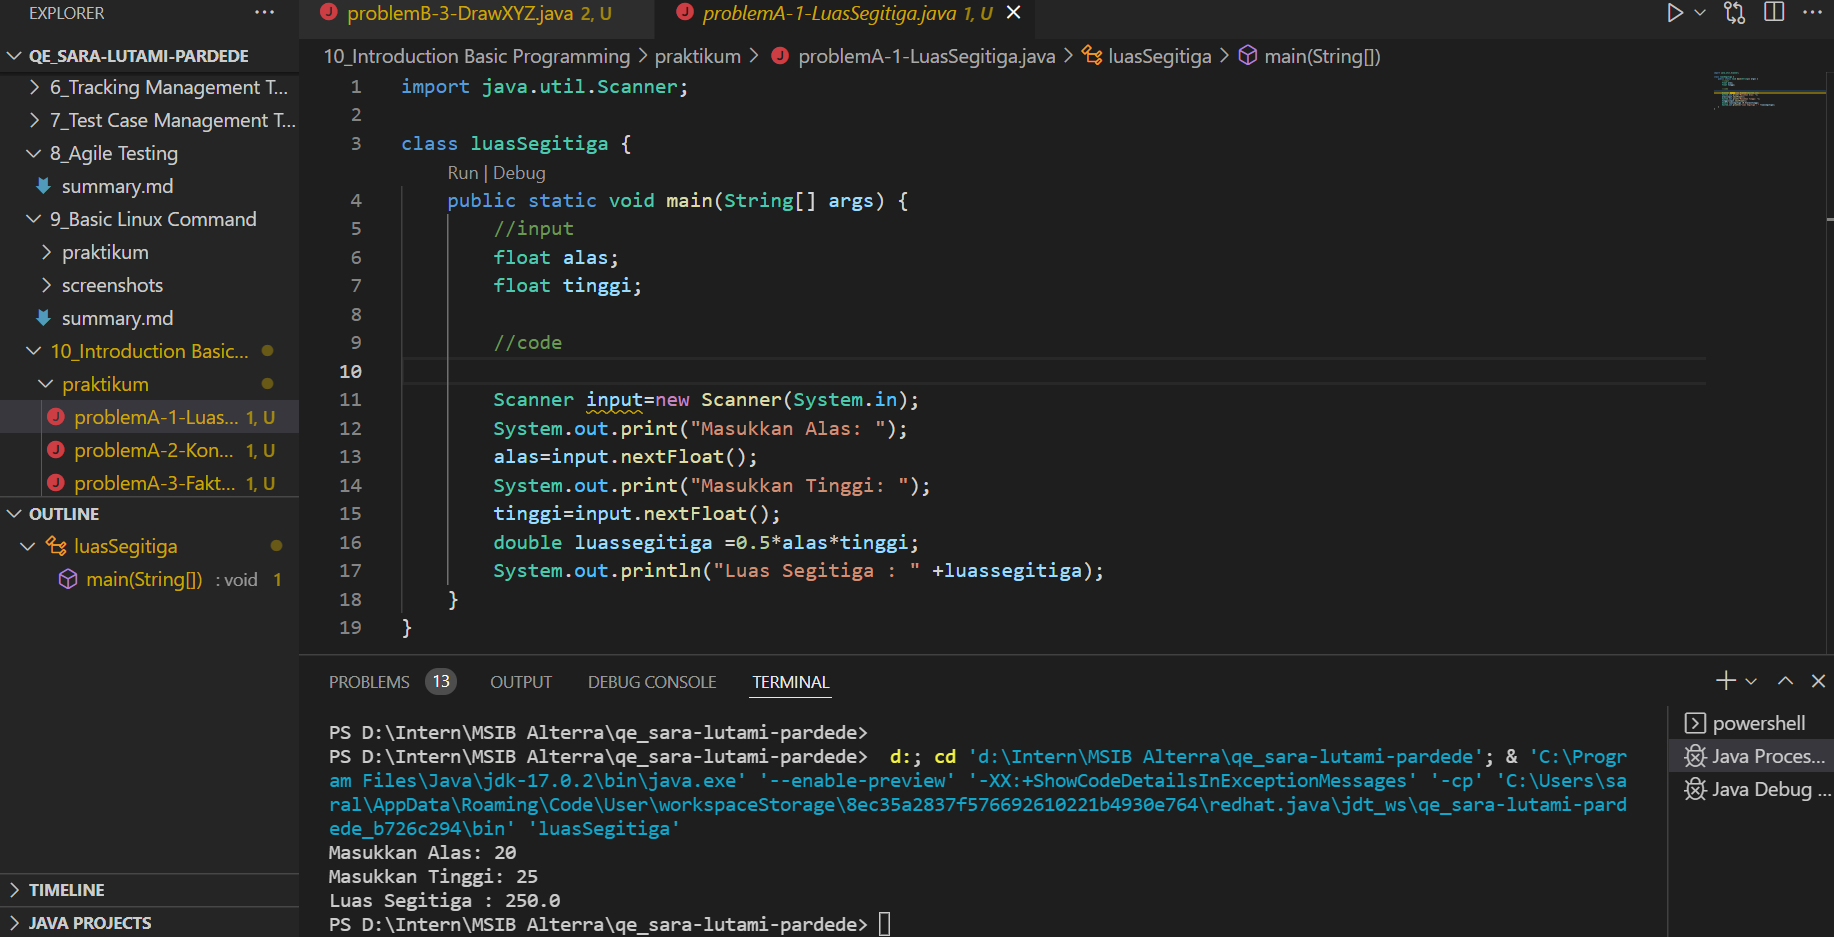 EXPLORER ···
QE_SARA-LUTAMI-PARDEDE
6_Tracking Management T...
7_Test Case Management T...
8_Agile Testing
summary.md
9_Basic Linux Command
praktikum
screenshots
summary.md
10_Introduction Basic...
praktikum
problemA-1-Luas... 1, U
problemA-2-Kon... 1, U
problemA-3-Fakt... 1, U
OUTLINE
luasSegitiga
main(String[]) : void 1
TIMELINE
JAVA PROJECTS
problemB-3-DrawXYZ.java 2, U
problemA-1-LuasSegitiga.java 1, U
10_Introduction Basic Programming > praktikum > problemA-1-LuasSegitiga.java > luasSegitiga > main(String[])
1 import java.util.Scanner;
2
3 class luasSegitiga {
Run | Debug
4 public static void main(String[] args) {
5 //input
6 float alas;
7 float tinggi;
8
9 //code
10
11 Scanner input=new Scanner(System.in);
12 System.out.print("Masukkan Alas: ");
13 alas=input.nextFloat();
14 System.out.print("Masukkan Tinggi: ");
15 tinggi=input.nextFloat();
16 double luassegitiga =0.5*alas*tinggi;
17 System.out.println("Luas Segitiga : " +luassegitiga);
18 }
19 }
PROBLEMS 13 OUTPUT DEBUG CONSOLE TERMINAL
PS D:\Intern\MSIB Alterra\qe_sara-lutami-pardede>
PS D:\Intern\MSIB Alterra\qe_sara-lutami-pardede> d:; cd 'd:\Intern\MSIB Alterra\qe_sara-lutami-pardede'; & 'C:\Progr
am Files\Java\jdk-17.0.2\bin\java.exe' '--enable-preview' '-XX:+ShowCodeDetailsInExceptionMessages' '-cp' 'C:\Users\sa
ral\AppData\Roaming\Code\User\workspaceStorage\8ec35a2837f576692610221b4930e764\redhat.java\jdt_ws\qe_sara-lutami-pard
ede_b726c294\bin' 'luasSegitiga'
Masukkan Alas: 20
Masukkan Tinggi: 25
Luas Segitiga : 250.0
PS D:\Intern\MSIB Alterra\qe_sara-lutami-pardede>
powershell
Java Proces...
Java Debug ...